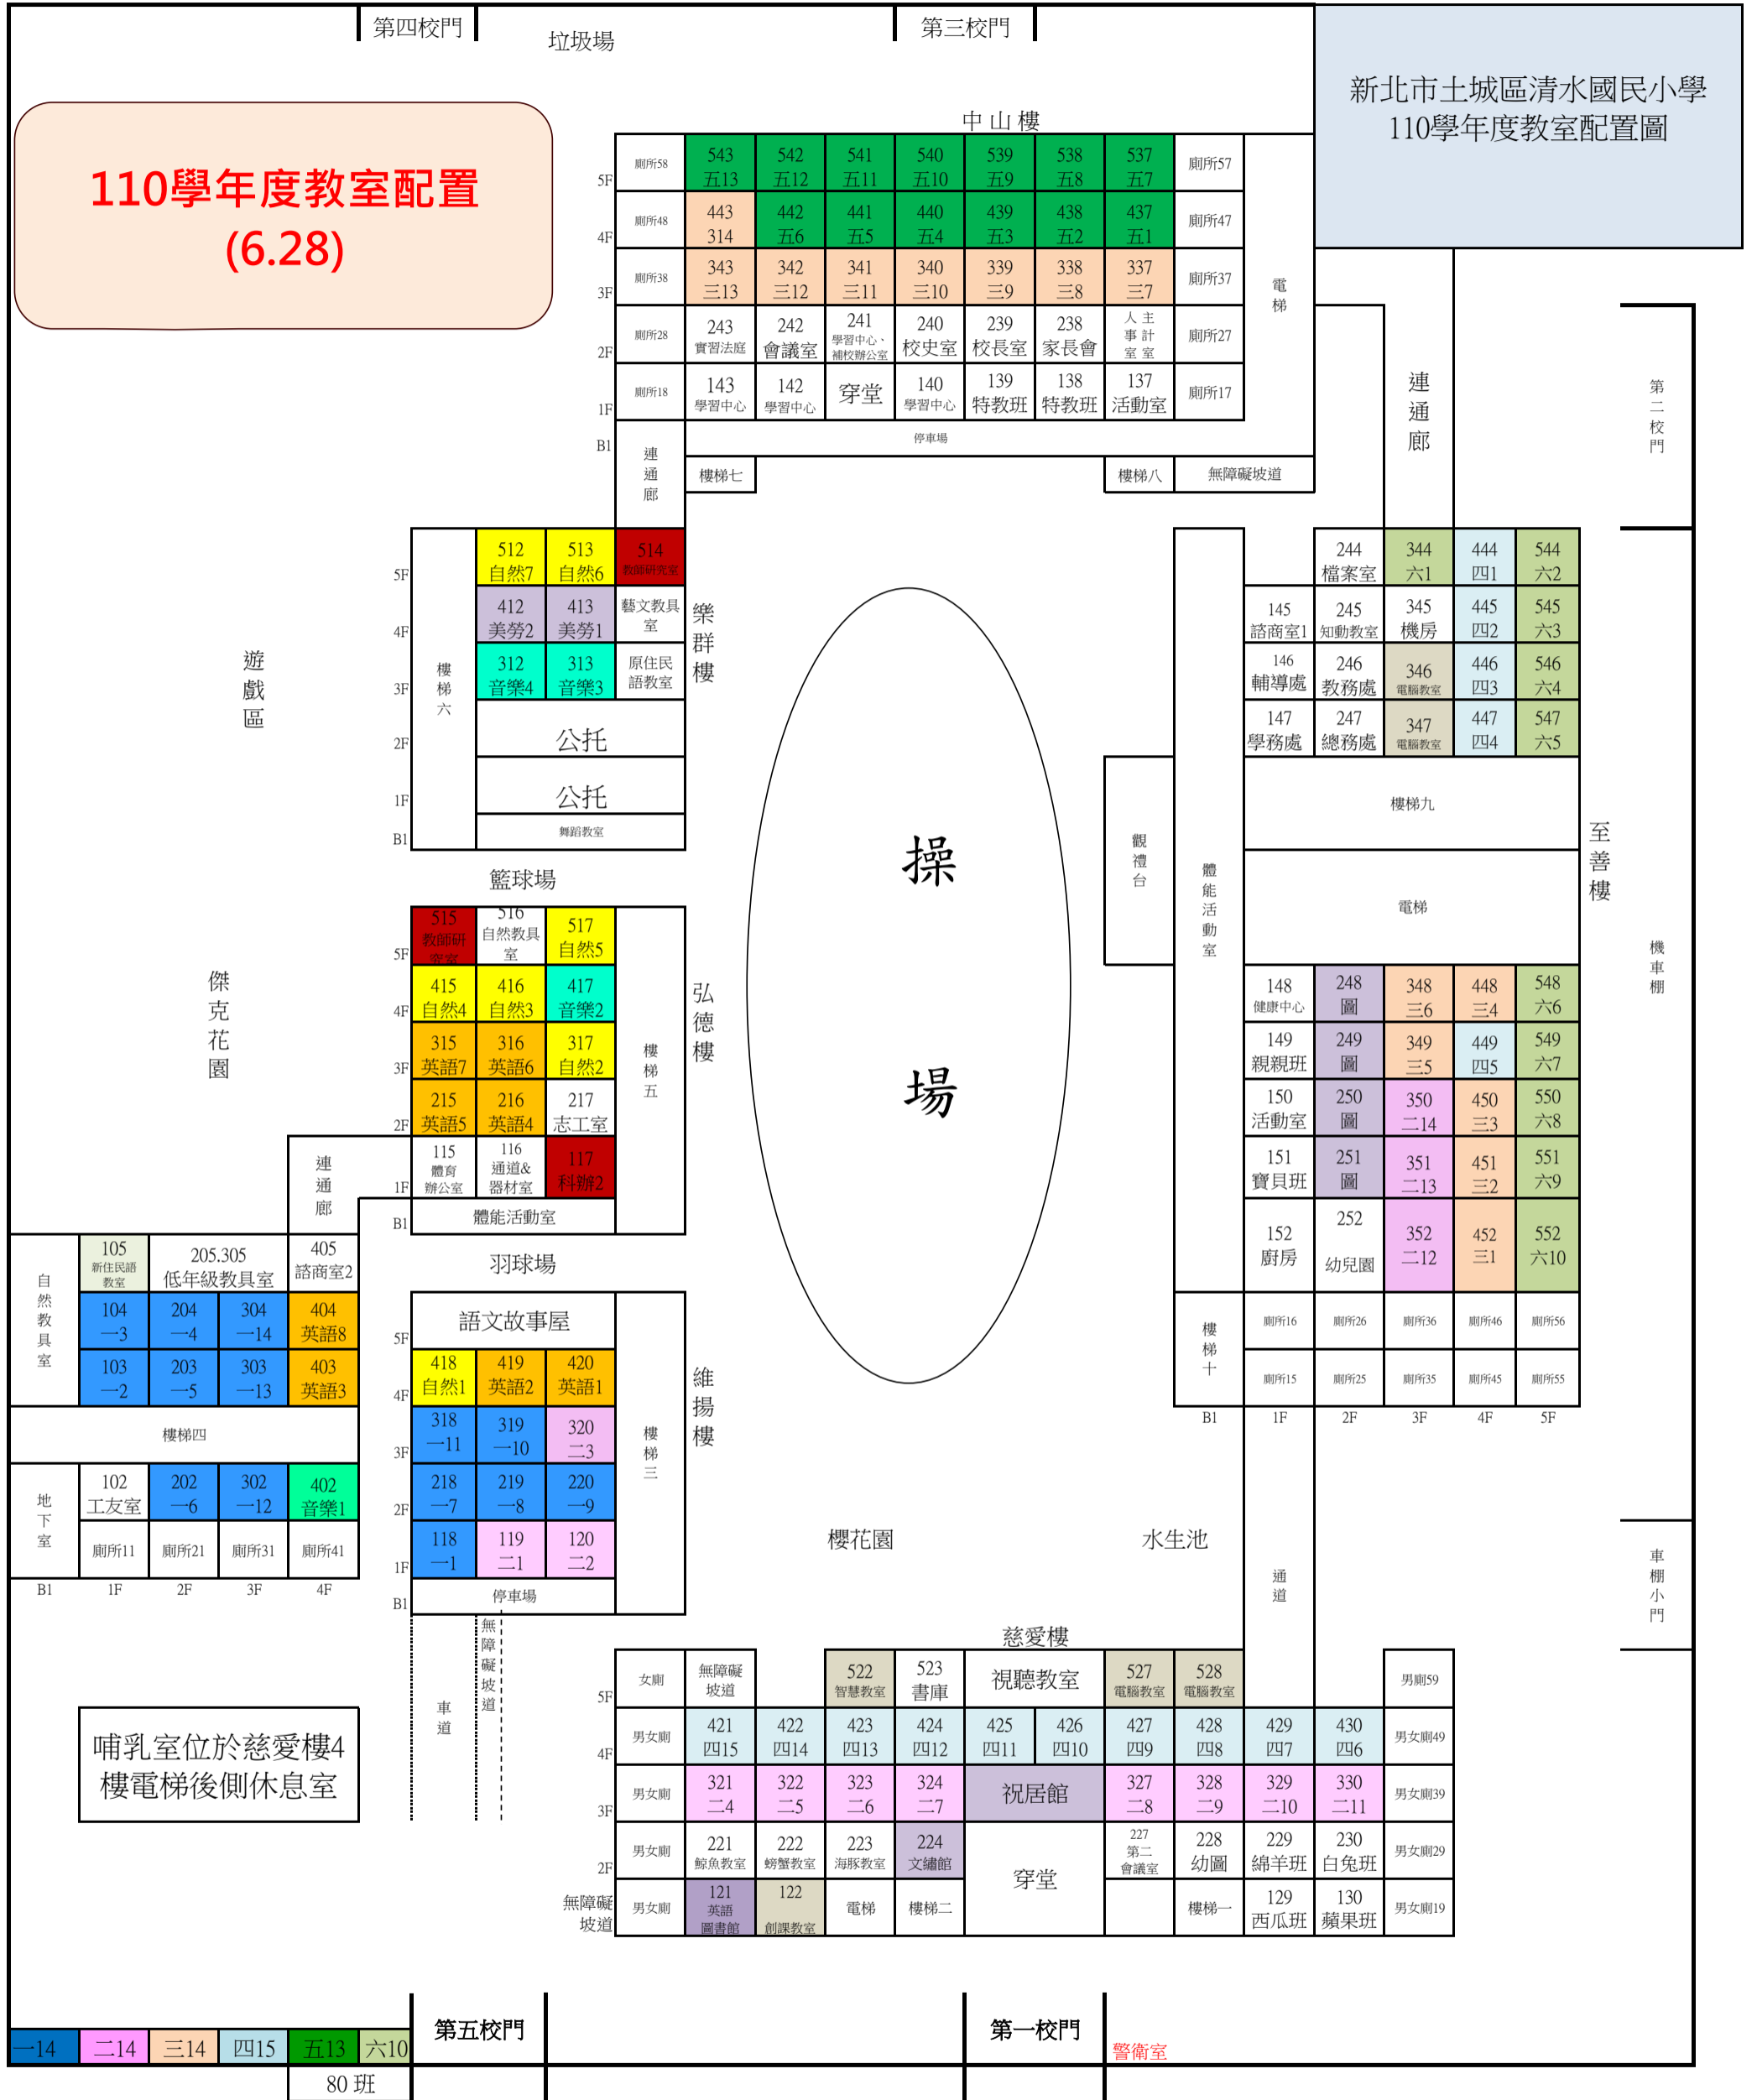 第四校門
垃圾場
第三校門
新北市土城區清水國民小學
110學年度教室配置圖
110學年度教室配置
(6.28)
中山樓
5F 廁所58 543 五13 542 五12 541 五11 540 五10 539 五9 538 五8 537 五7 廁所57
4F 廁所48 443 314 442 五6 441 五5 440 五4 439 五3 438 五2 437 五1 廁所47
3F 廁所38 343 三13 342 三12 341 三11 340 三10 339 三9 338 三8 337 三7 廁所37
2F 廁所28 243 實習法庭 242 會議室 241 學習中心、補校辦公室 240 校史室 239 校長室 238 家長會 人事室 主計室 廁所27
1F 廁所18 143 學習中心 142 學習中心 穿堂 140 學習中心 139 特教班 138 特教班 137 活動室 廁所17
電梯
B1 停車場
連通廊
樓梯七
樓梯八
無障礙坡道
連通廊
第二校門
樓梯六
5F 512 自然7 513 自然6 514 教師研究室
4F 412 美勞2 413 美勞1 藝文教具室
3F 312 音樂4 313 音樂3 原住民語教室
2F 公托
1F 公托
B1 舞蹈教室
樂群樓
遊戲區
籃球場
5F 515 教師研究室 516 自然教具室 517 自然5
4F 415 自然4 416 自然3 417 音樂2
3F 315 英語7 316 英語6 317 自然2
2F 215 英語5 216 英語4 217 志工室
1F 115 體育辦公室 116 通道&器材室 117 科辦2
B1 體能活動室
樓梯五
弘德樓
傑克花園
連通廊
羽球場
操場
觀禮台
體能活動室
244 檔案室 344 六1 444 四1 544 六2
145 諮商室1 245 知動教室 345 機房 445 四2 545 六3
146 輔導處 246 教務處 346 電腦教室 446 四3 546 六4
147 學務處 247 總務處 347 電腦教室 447 四4 547 六5
樓梯九
電梯
至善樓
機車棚
148 健康中心 248 圖 348 三6 448 三4 548 六6
149 親親班 249 圖 349 三5 449 四5 549 六7
150 活動室 250 圖 350 二14 450 三3 550 六8
151 寶貝班 251 圖 351 二13 451 三2 551 六9
152 廚房 252 幼兒園 352 二12 452 三1 552 六10
樓梯十
廁所16 廁所26 廁所36 廁所46 廁所56
廁所15 廁所25 廁所35 廁所45 廁所55
B1 1F 2F 3F 4F 5F
自然教具室
105 新住民語教室 205.305 低年級教具室 405 諮商室2
104 一3 204 一4 304 一14 404 英語8
103 一2 203 一5 303 一13 403 英語3
樓梯四
地下室
102 工友室 202 一6 302 一12 402 音樂1
廁所11 廁所21 廁所31 廁所41
B1 1F 2F 3F 4F
5F 語文故事屋
4F 418 自然1 419 英語2 420 英語1
3F 318 一11 319 一10 320 二3
2F 218 一7 219 一8 220 一9
1F 118 一1 119 二1 120 二2
B1 停車場
樓梯三
維揚樓
櫻花園
水生池
通道
車棚小門
車道
無障礙坡道
哺乳室位於慈愛樓4
樓電梯後側休息室
慈愛樓
5F 女廁 無障礙坡道 522 智慧教室 523 書庫 視聽教室 527 電腦教室 528 電腦教室 男廁59
4F 男女廁 421 四15 422 四14 423 四13 424 四12 425 四11 426 四10 427 四9 428 四8 429 四7 430 四6 男女廁49
3F 男女廁 321 二4 322 二5 323 二6 324 二7 祝居館 327 二8 328 二9 329 二10 330 二11 男女廁39
2F 男女廁 221 鯨魚教室 222 螃蟹教室 223 海豚教室 224 文繡館 穿堂 227 第二會議室 228 幼圖 229 綿羊班 230 白兔班 男女廁29
無障礙坡道 男女廁 121 英語圖書館 122 創課教室 電梯 樓梯二 樓梯一 129 西瓜班 130 蘋果班 男女廁19
第五校門
第一校門
警衛室
一14 二14 三14 四15 五13 六10
80 班